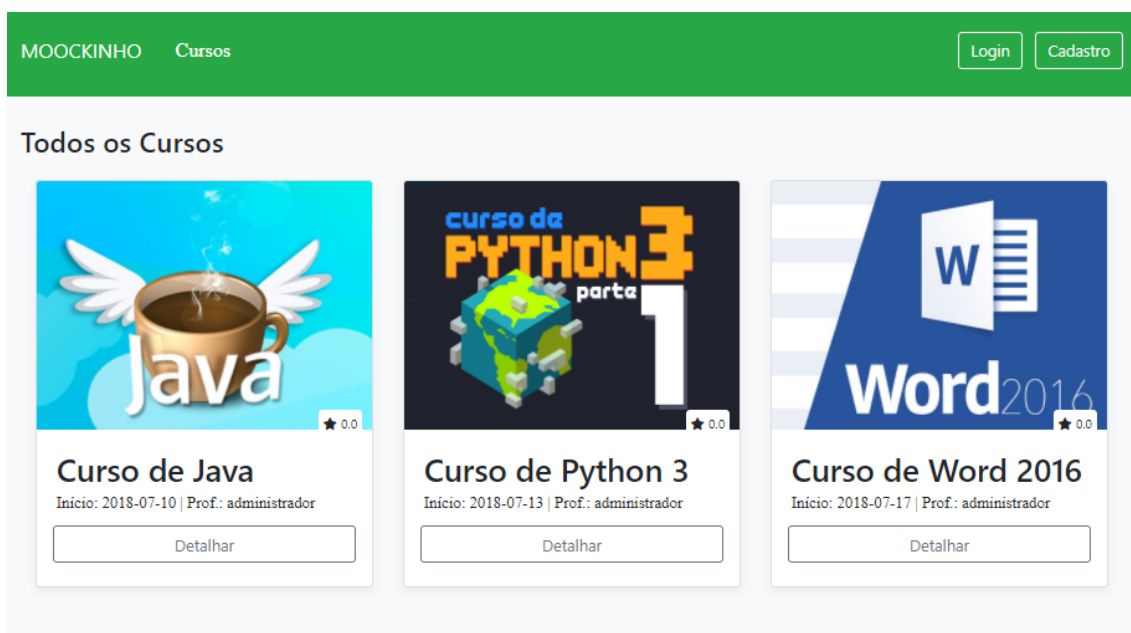 MOOCKINHO Cursos Login Cadastro
Todos os Cursos
Java
0.0
Curso de Java
Início: 2018-07-10 | Prof.: administrador
Detalhar
curso de
PYTHON 3
parte
1
0.0
Curso de Python 3
Início: 2018-07-13 | Prof.: administrador
Detalhar
W
Word2016
0.0
Curso de Word 2016
Início: 2018-07-17 | Prof.: administrador
Detalhar